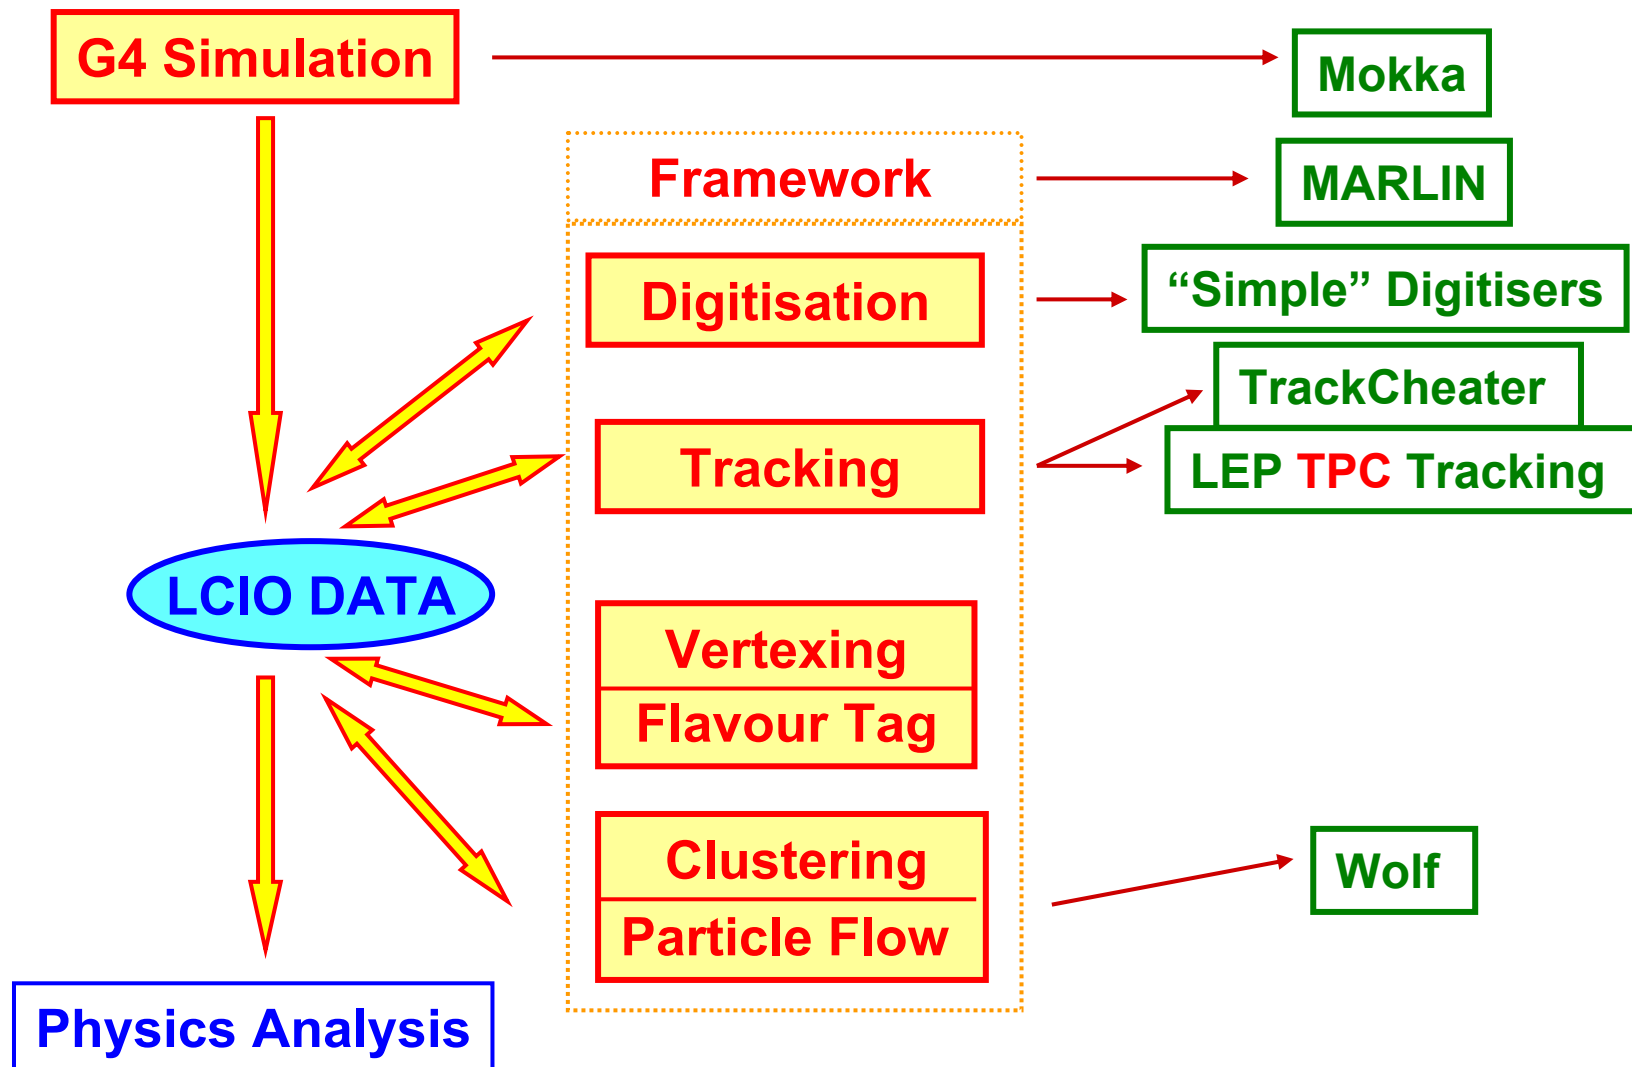 G4 Simulation
Mokka
Framework
MARLIN
Digitisation
“Simple” Digitisers
TrackCheater
Tracking
LEP TPC Tracking
LCIO DATA
Vertexing
Flavour Tag
Clustering
Particle Flow
Wolf
Physics Analysis